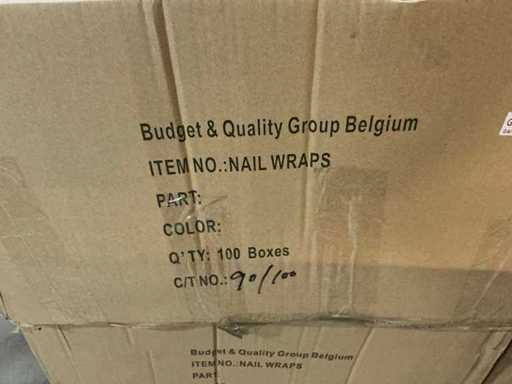 Budget & Quality Group Belgium
ITEM NO.:NAIL WRAPS
PART:
COLOR:
Q'TY: 100 Boxes
C/T NO.: 90/100
Budget & Quality Group Belgium
ITEM NO.:NAIL WRAPS
PART